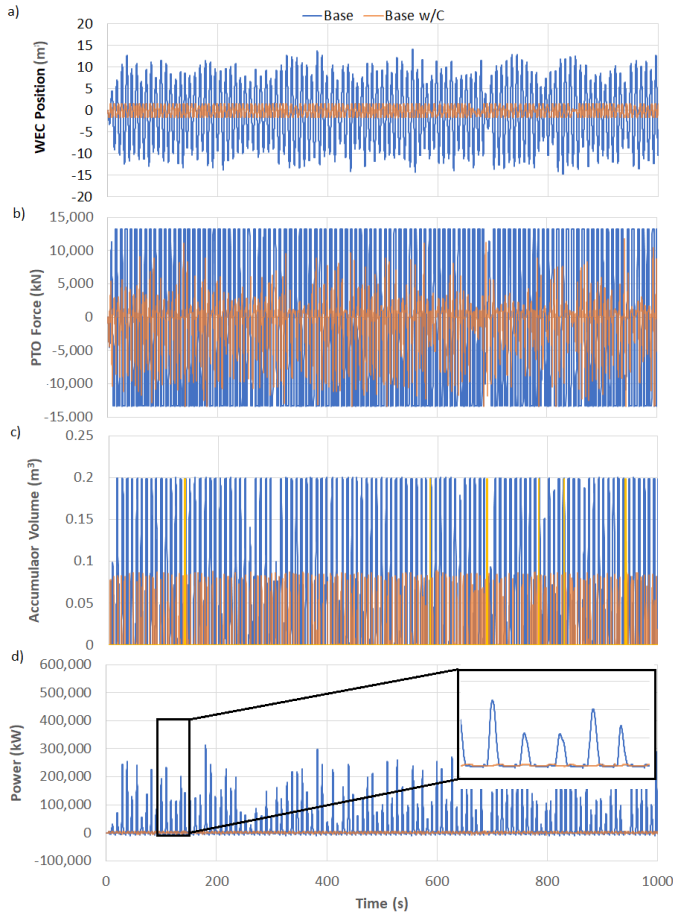 a)
Base
Base w/C
WEC Position (m)
20
15
10
5
0
-5
-10
-15
-20
b)
PTO Force (kN)
15,000
10,000
5,000
0
-5,000
-10,000
-15,000
c)
Accumulaor Volume (m³)
0.25
0.2
0.15
0.1
0.05
0
d)
Power (kW)
600,000
500,000
400,000
300,000
200,000
100,000
0
-100,000
0 200 400 600 800 1000
Time (s)